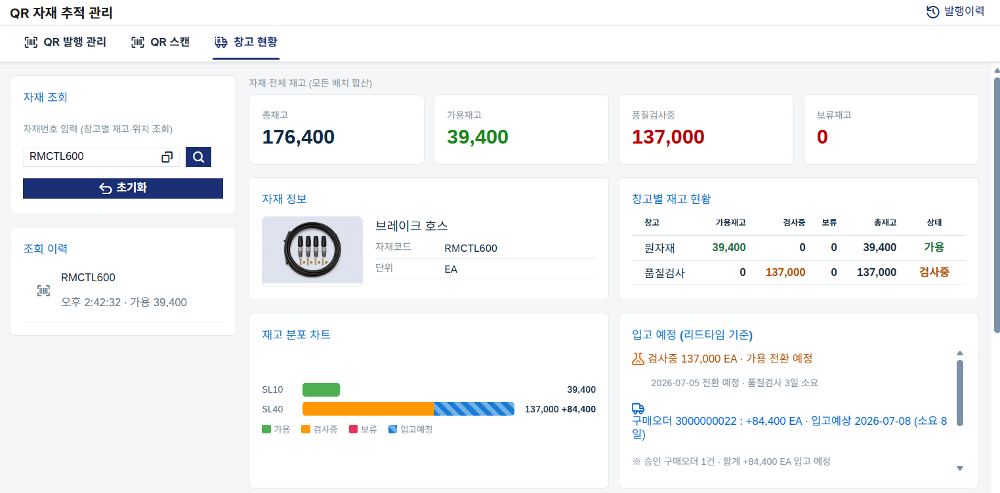 QR 자재 추적 관리
발행이력
QR 발행 관리
QR 스캔
창고 현황
자재 조회
자재번호 입력 (창고별 재고·위치 조회)
RMCTL600
초기화
조회 이력
RMCTL600
오후 2:42:32 · 가용 39,400
자재 전체 재고 (모든 배치 합산)
총재고
176,400
가용재고
39,400
품질검사중
137,000
보류재고
0
자재 정보
브레이크 호스
자재코드 RMCTL600
단위 EA
창고별 재고 현황
창고 가용재고 검사중 보류 총재고 상태
원자재 39,400 0 0 39,400 가용
품질검사 0 137,000 0 137,000 검사중
재고 분포 차트
SL10 39,400
SL40 137,000 +84,400
가용 검사중 보류 입고예정
입고 예정 (리드타임 기준)
검사중 137,000 EA · 가용 전환 예정
2026-07-05 전환 예정 · 품질검사 3일 소요
구매오더 3000000022 : +84,400 EA · 입고예상 2026-07-08 (소요 8
일)
※ 승인 구매오더 1건 · 합계 +84,400 EA 입고 예정